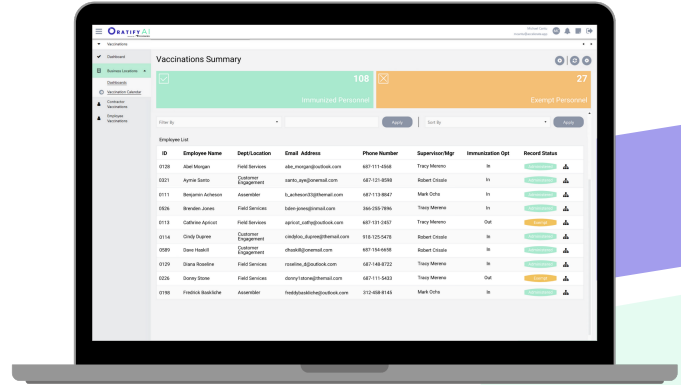 ORATIFY AI
Vaccinations
Dashboard
Business Locations
Dashboards
Vaccination Calendar
Contractor
Vaccinations
Employee
Vaccinations
Vaccinations Summary
108
Immunized Personnel
27
Exempt Personnel
Filter By
Apply
Sort By
Apply
Employee List
ID Employee Name Dept/Location Email Address Phone Number Supervisor/Mgr Immunization Opt Record Status
0128 Abel Morgan Field Services abe_morgan@outlook.com 687-111-4568 Tracy Moreno In
0321 Aymie Santo Customer Engagement santo_aye@onemail.com 687-121-8598 Robert Crisole In
0111 Benjamin Acheson Assembler b_acheson33@themail.com 687-113-8847 Mark Ochs In
0526 Brenden Jones Field Services bden-jones@inmail.com 366-255-7896 Tracy Moreno In
0113 Cathrine Apricot Field Services apricot_cathy@outlook.com 687-131-2457 Tracy Moreno Out
0114 Cindy Dupree Customer Engagement cindyloo_dupree@themail.com 918-125-5478 Robert Crisole In
0589 Dave Haskill Customer Engagement dhaskill@onemail.com 687-154-6658 Robert Crisole In
0129 Diana Roseline Field Services roseline_d@outlook.com 687-148-8722 Tracy Moreno In
0226 Donny Stone Field Services donny1stone@themail.com 687-111-5433 Tracy Moreno Out
0198 Fredrick Baskliche Assembler freddybaskliche@outlook.com 312-458-8145 Mark Ochs In